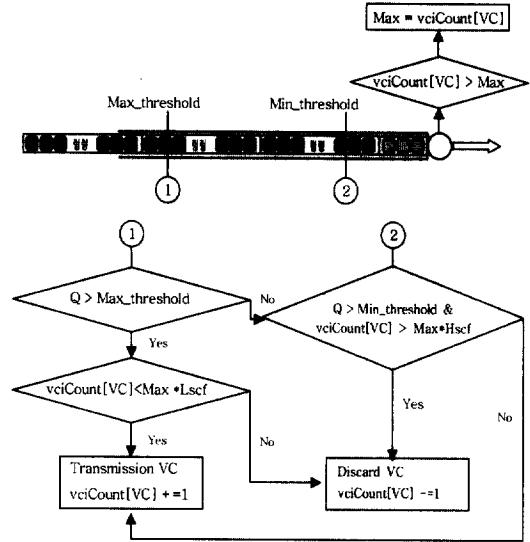 Max = vciCount[VC]
vciCount[VC] > Max
Max_threshold
Min_threshold
1
2
1
2
Q > Max_threshold
No
Q > Min_threshold &
vciCount[VC] > Max*Hscf
Yes
vciCount[VC]<Max *Lscf
Yes
No
Yes
No
Transmission VC
vciCount[VC] +=1
Discard VC
vciCount[VC] -=1